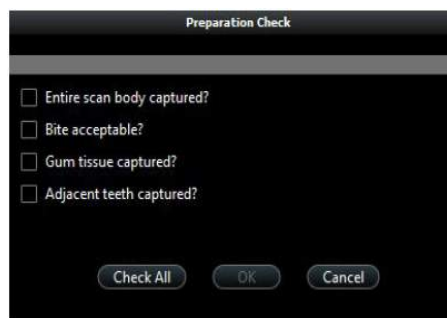 Preparation Check
Entire scan body captured?
Bite acceptable?
Gum tissue captured?
Adjacent teeth captured?
Check All OK Cancel